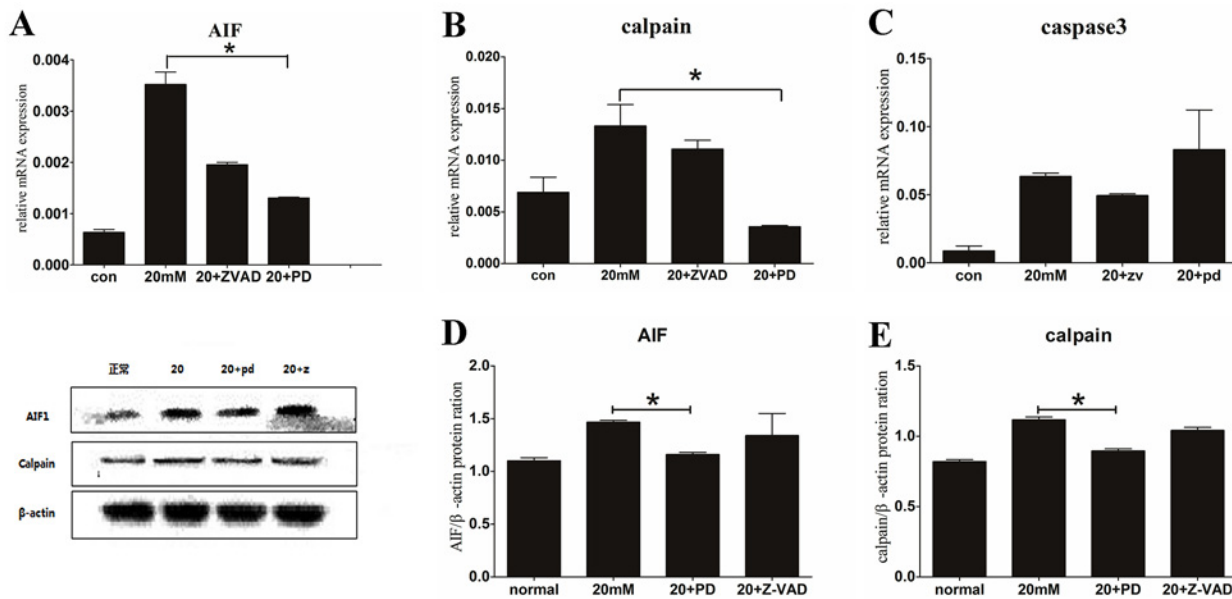 A
AIF
*
relative mRNA expression
0.004
0.003
0.002
0.001
0.000
con 20mM 20+ZVAD 20+PD
B
calpain
*
relative mRNA expression
0.020
0.015
0.010
0.005
0.000
con 20mM 20+ZVAD 20+PD
C
caspase3
relative mRNA expression
0.15
0.10
0.05
0.00
con 20mM 20+zv 20+pd
正常 20 20+pd 20+z
AIF1
Calpain
β-actin
D
AIF
*
AIF/β -actin protein ration
2.0
1.5
1.0
0.5
0.0
normal 20mM 20+PD 20+Z-VAD
E
calpain
*
calpain/β -actin protein ration
1.5
1.0
0.5
0.0
normal 20mM 20+PD 20+Z-VAD